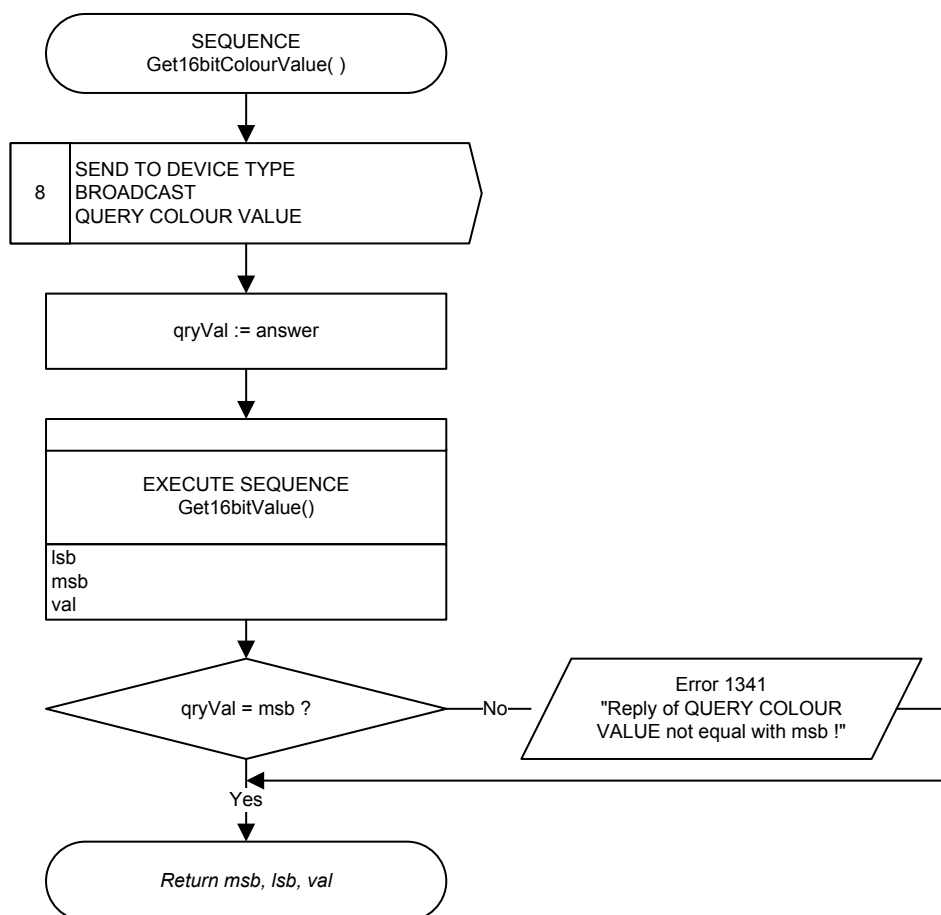 SEQUENCE
Get16bitColourValue( )
8
SEND TO DEVICE TYPE
BROADCAST
QUERY COLOUR VALUE
qryVal := answer
EXECUTE SEQUENCE
Get16bitValue()
lsb
msb
val
qryVal = msb ?
No
Error 1341
"Reply of QUERY COLOUR
VALUE not equal with msb !"
Yes
Return msb, lsb, val